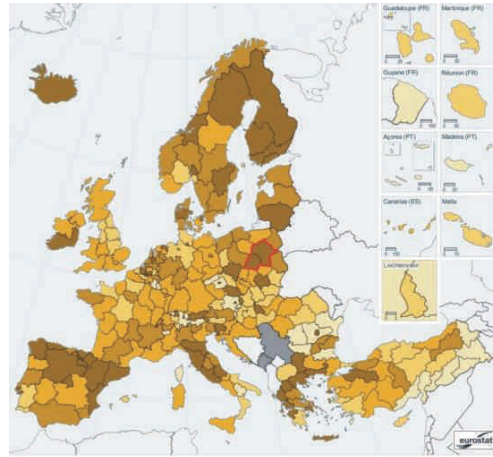 Guadeloupe (FR)
Martinique (FR)
Guyane (FR)
Réunion (FR)
Açores (PT)
Madeira (PT)
Canarias (ES)
Malta
Liechtenstein
eurostat